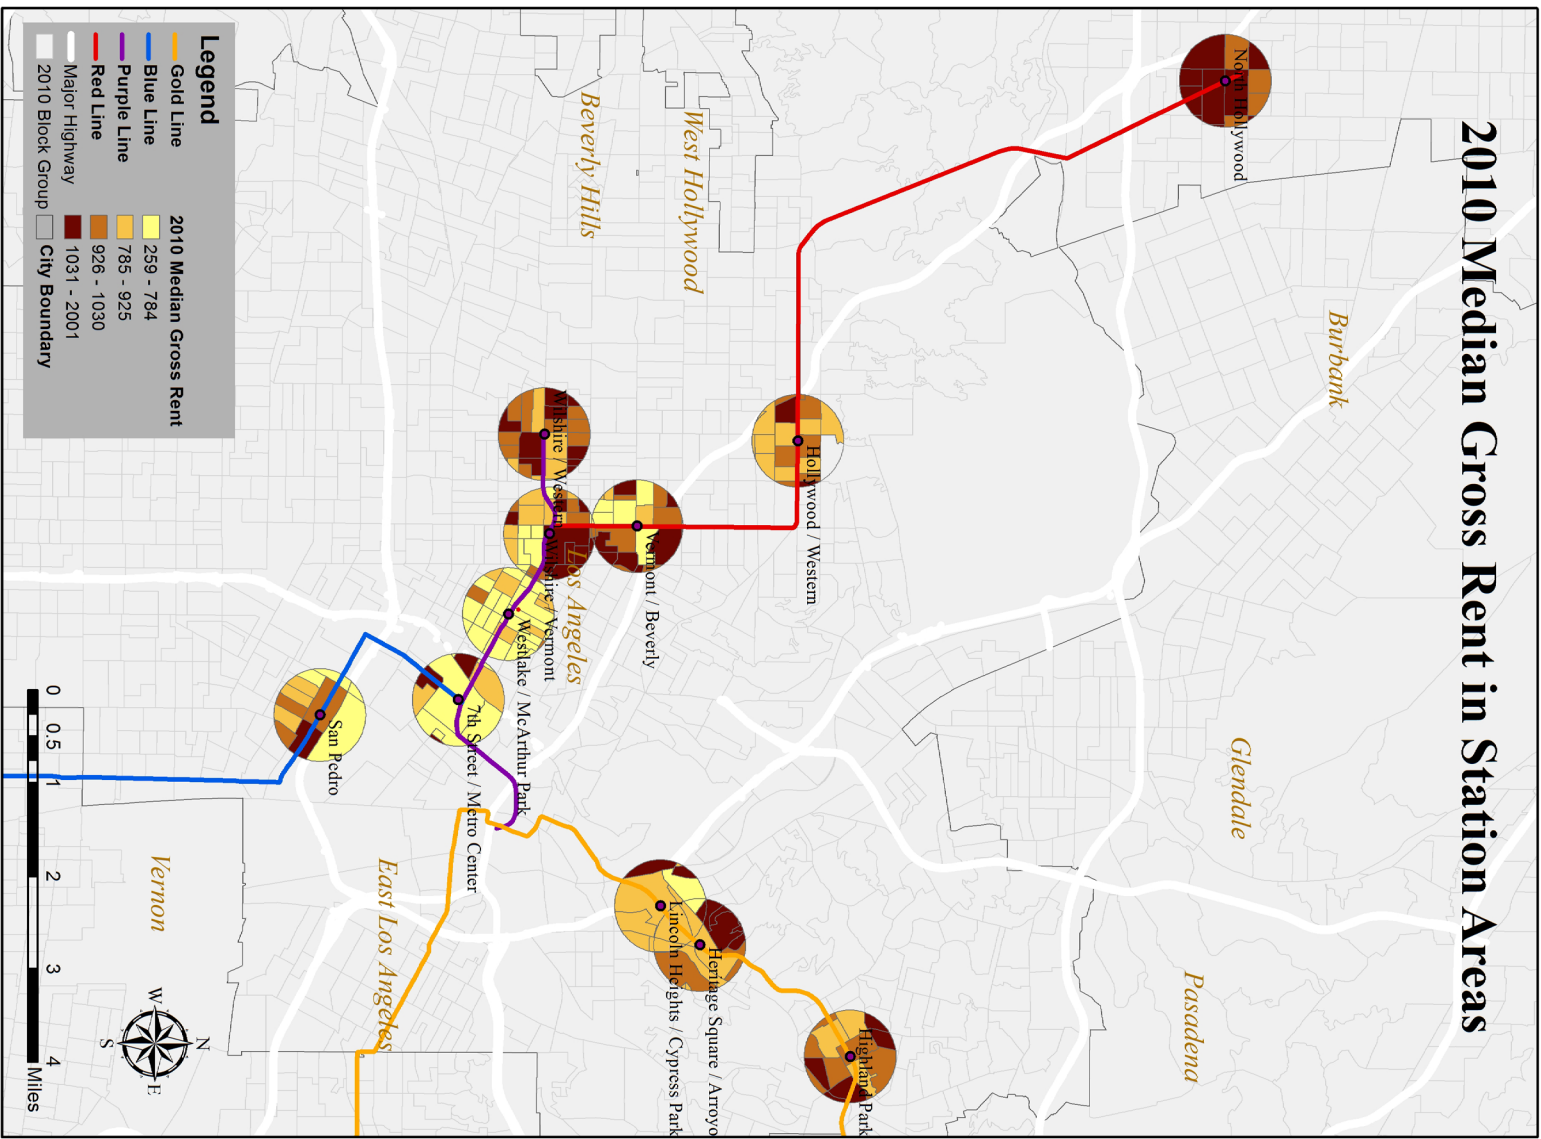 2010 Median Gross Rent in Station Areas
North Hollywood
Burbank
Glendale
Pasadena
West Hollywood
Beverly Hills
Hollywood / Western
Vermont / Beverly
Wilshire / Western
Wilshire / Vermont
Los Angeles
Westlake / McArthur Park
7th Street / Metro Center
San Pedro
Lincoln Heights / Cypress Park
Heritage Square / Arroyo
Highland Park
East Los Angeles
Vernon
Legend
Gold Line
Blue Line
Purple Line
Red Line
Major Highway
2010 Block Group
2010 Median Gross Rent
259 - 784
785 - 925
926 - 1030
1031 - 2001
City Boundary
0 0.5 1 2 3 4
Miles
N
W E
S